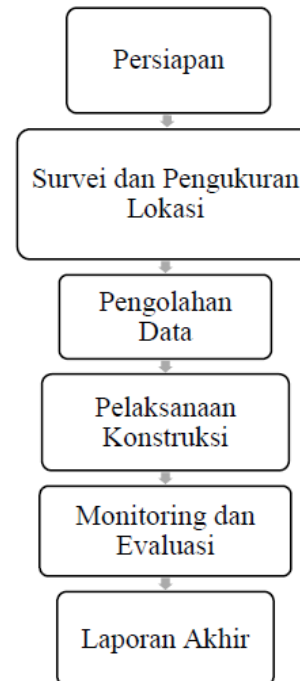 Persiapan
Survei dan Pengukuran
Lokasi
Pengolahan
Data
Pelaksanaan
Konstruksi
Monitoring dan
Evaluasi
Laporan Akhir